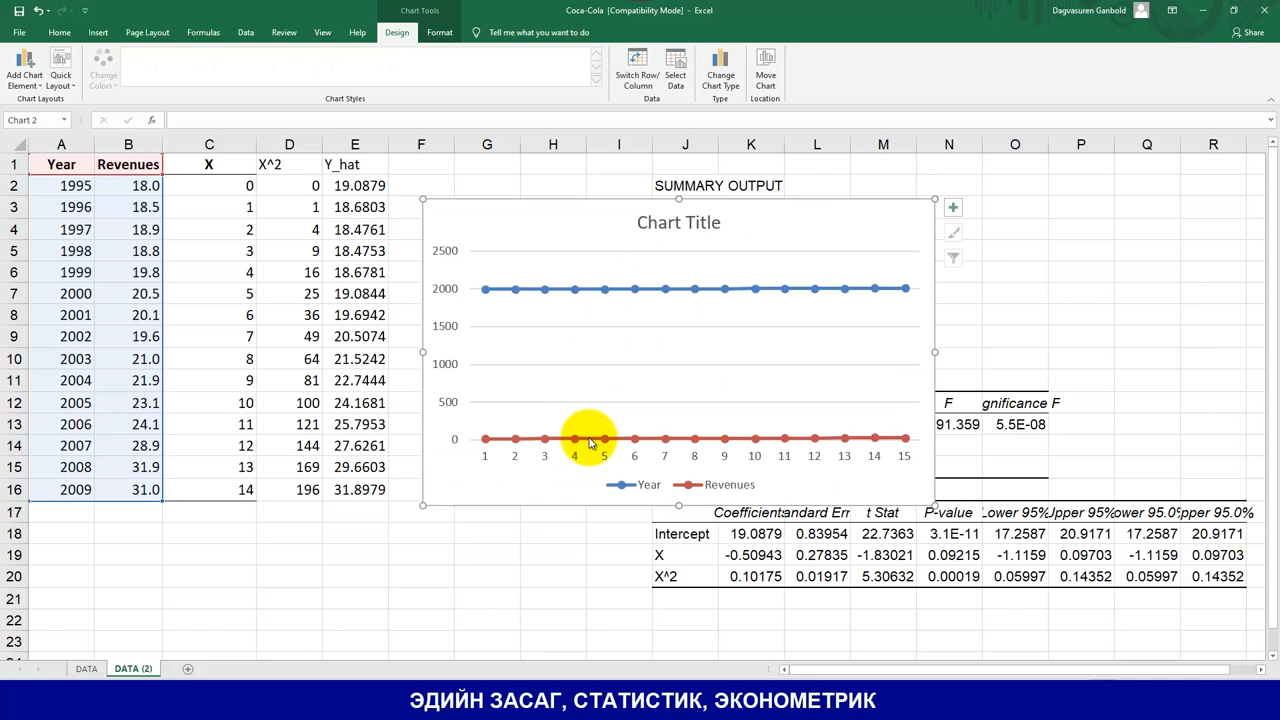 Chart Tools
Coca-Cola [Compatibility Mode] - Excel
Dagvasuren Ganbold
File Home Insert Page Layout Formulas Data Review View Help Design Format Tell me what you want to do Share
Add Chart Element Quick Layout Change Colors Switch Row/Column Select Data Change Chart Type Move Chart
Chart Layouts Chart Styles Data Type Location
Chart 2 fx
A B C D E F G H I J K L M N O P Q R
1 Year Revenues X X^2 Y_hat
2 1995 18.0 0 0 19.0879 SUMMARY OUTPUT
3 1996 18.5 1 1 18.6803
4 1997 18.9 2 4 18.4761
5 1998 18.8 3 9 18.4753
6 1999 19.8 4 16 18.6781
7 2000 20.5 5 25 19.0844
8 2001 20.1 6 36 19.6942
9 2002 19.6 7 49 20.5074
10 2003 21.0 8 64 21.5242
11 2004 21.9 9 81 22.7444
12 2005 23.1 10 100 24.1681 F gnificance F
13 2006 24.1 11 121 25.7953 91.359 5.5E-08
14 2007 28.9 12 144 27.6261
15 2008 31.9 13 169 29.6603
16 2009 31.0 14 196 31.8979
Chart Title
2500
2000
1500
1000
500
0
1 2 3 4 5 6 7 8 9 10 11 12 13 14 15
Year Revenues
17 Coefficient tandard Err t Stat P-value Lower 95% Upper 95% ower 95.0% pper 95.0%
18 Intercept 19.0879 0.83954 22.7363 3.1E-11 17.2587 20.9171 17.2587 20.9171
19 X -0.50943 0.27835 -1.83021 0.09215 -1.1159 0.09703 -1.1159 0.09703
20 X^2 0.10175 0.01917 5.30632 0.00019 0.05997 0.14352 0.05997 0.14352
21
22
23
DATA DATA (2)
ЭДИЙН ЗАСАГ, СТАТИСТИК, ЭКОНОМЕТРИК